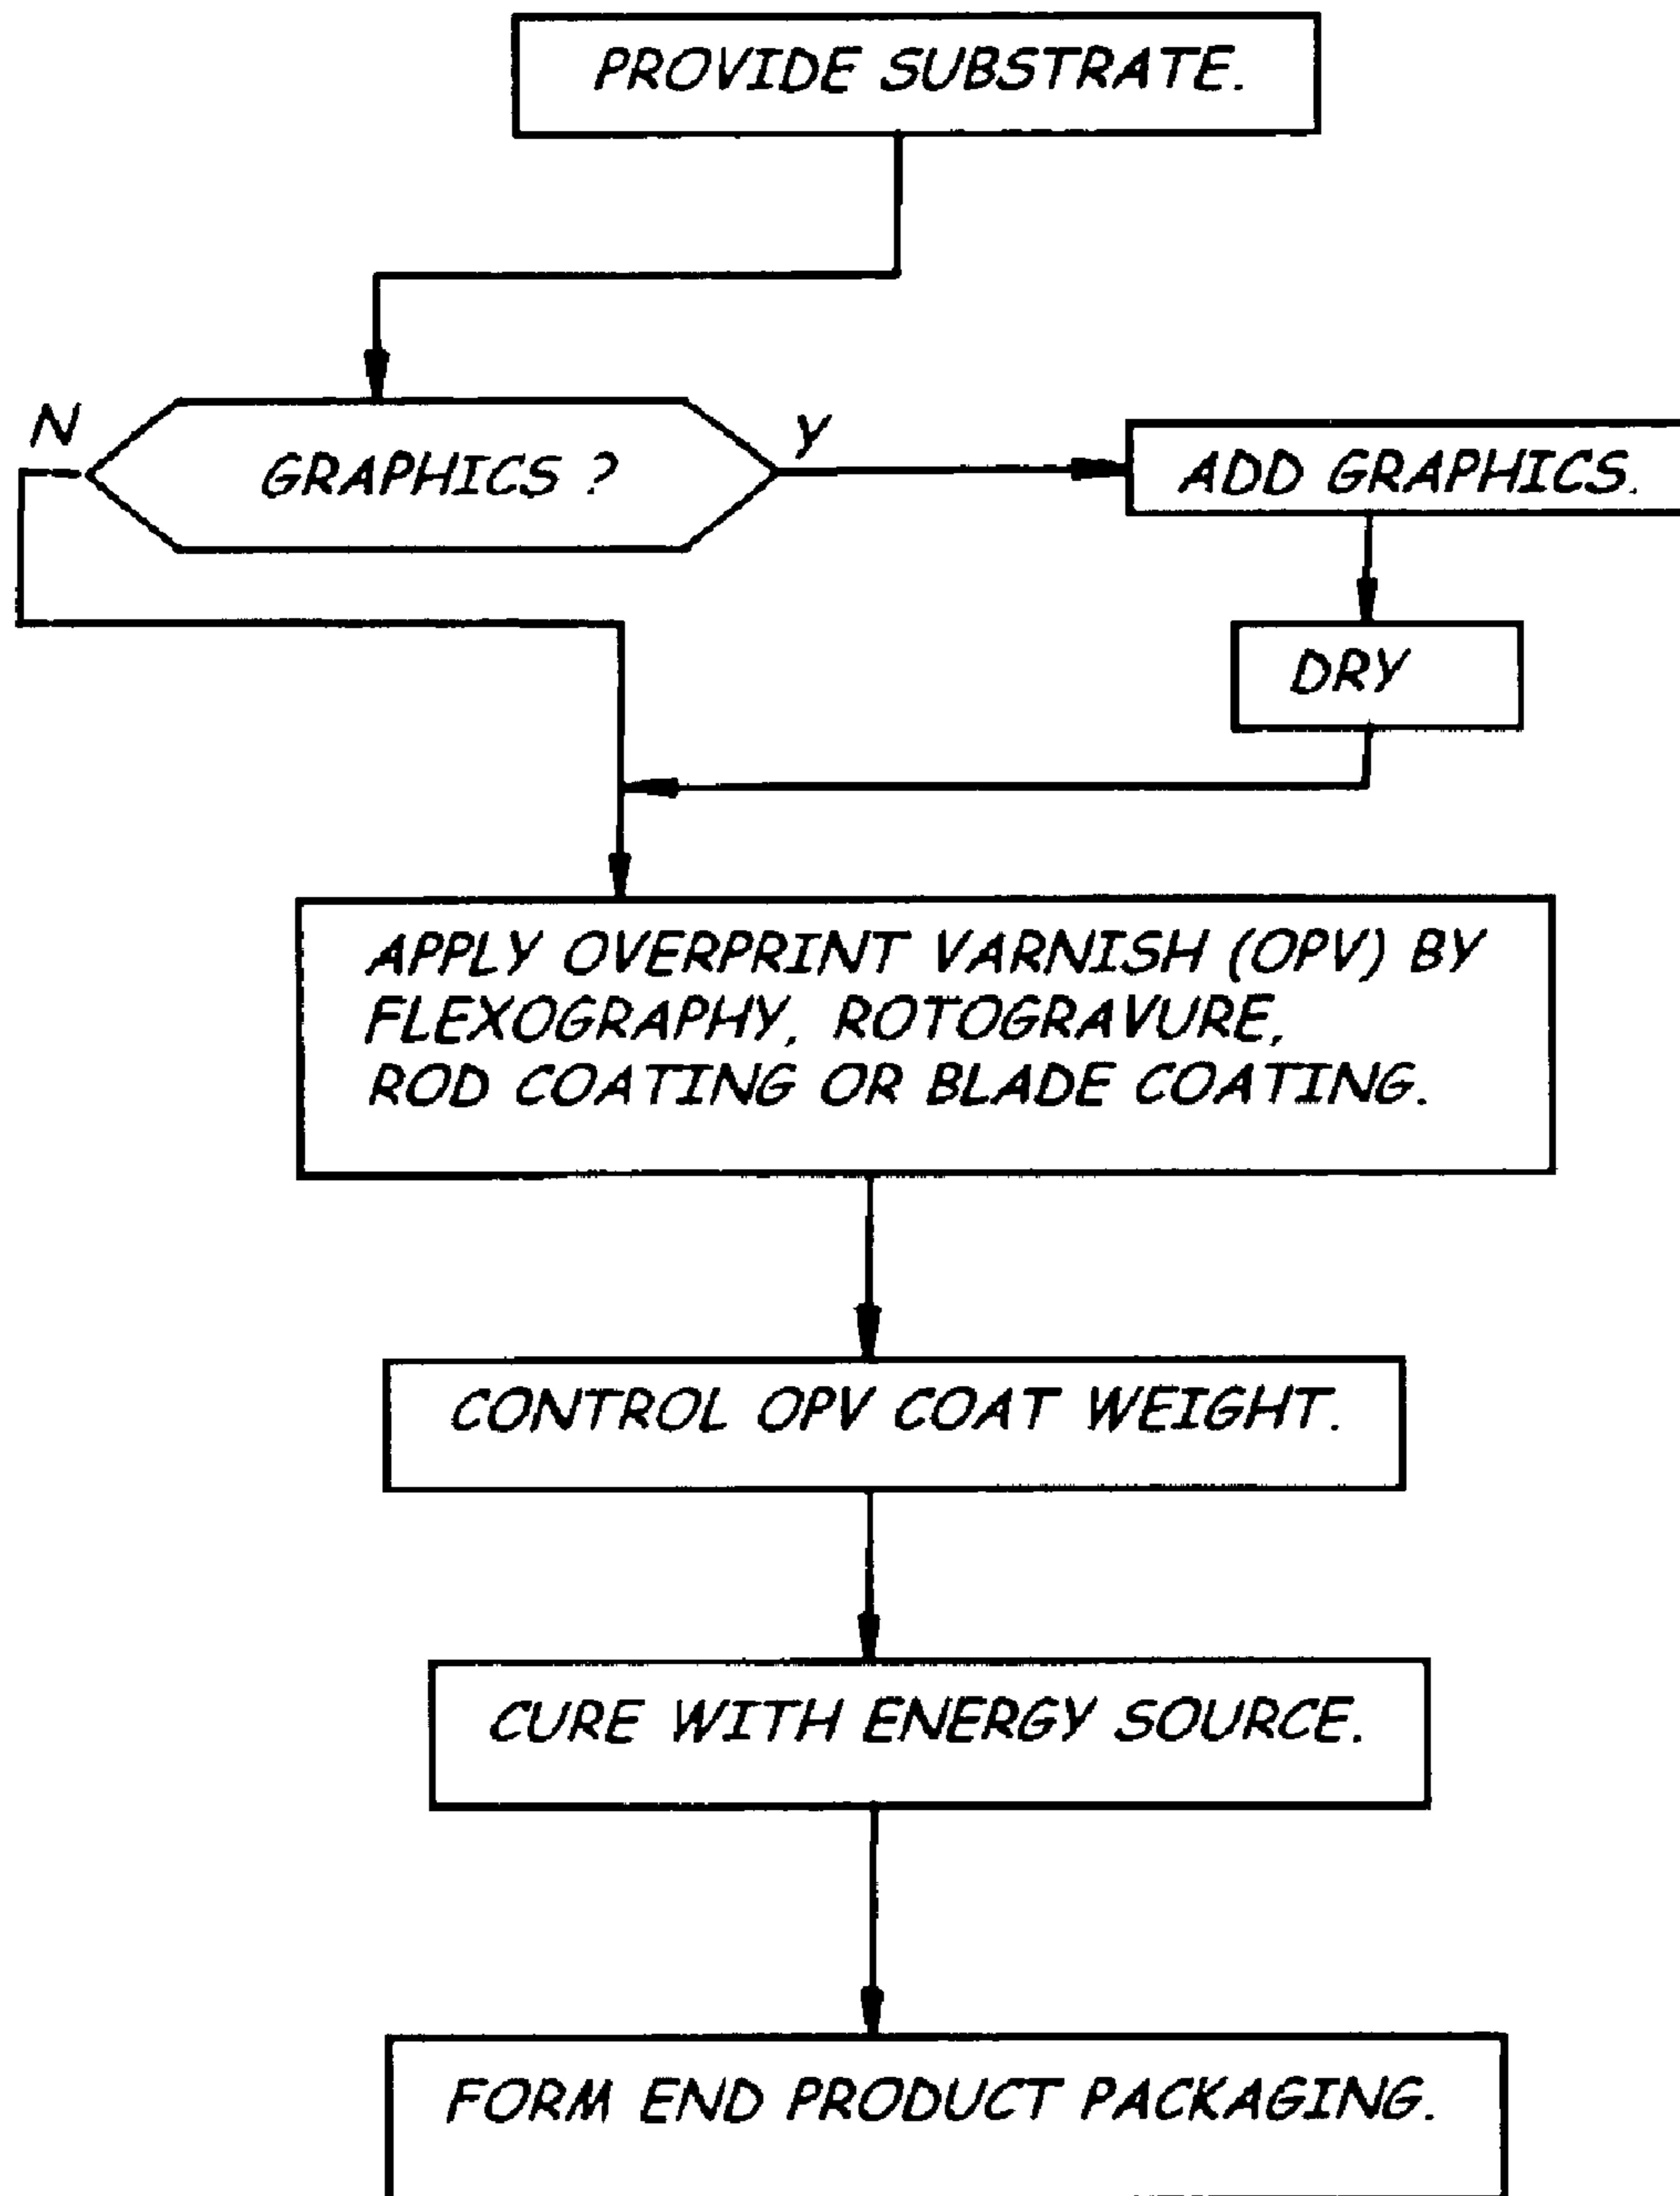 PROVIDE SUBSTRATE.
N
GRAPHICS ?
Y
ADD GRAPHICS.
DRY
APPLY OVERPRINT VARNISH (OPV) BY
FLEXOGRAPHY, ROTOGRAVURE,
ROD COATING OR BLADE COATING.
CONTROL OPV COAT WEIGHT.
CURE WITH ENERGY SOURCE.
FORM END PRODUCT PACKAGING.